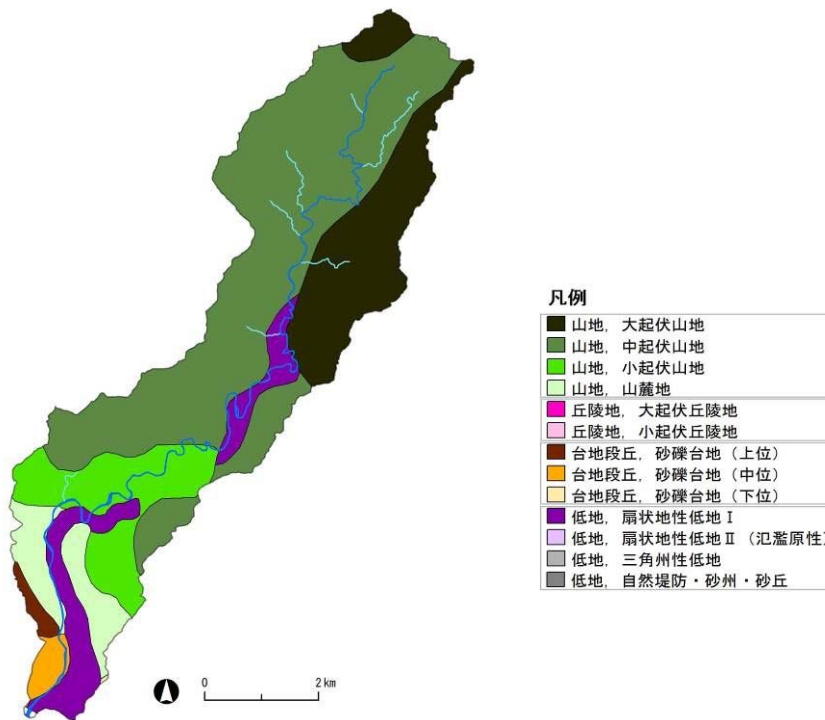 凡例
山地，大起伏山地
山地，中起伏山地
山地，小起伏山地
山地，山麓地
丘陵地，大起伏丘陵地
丘陵地，小起伏丘陵地
台地段丘，砂礫台地（上位）
台地段丘，砂礫台地（中位）
台地段丘，砂礫台地（下位）
低地，扇状地性低地Ⅰ
低地，扇状地性低地Ⅱ（氾濫原性）
低地，三角州性低地
低地，自然堤防・砂州・砂丘
0 2 km